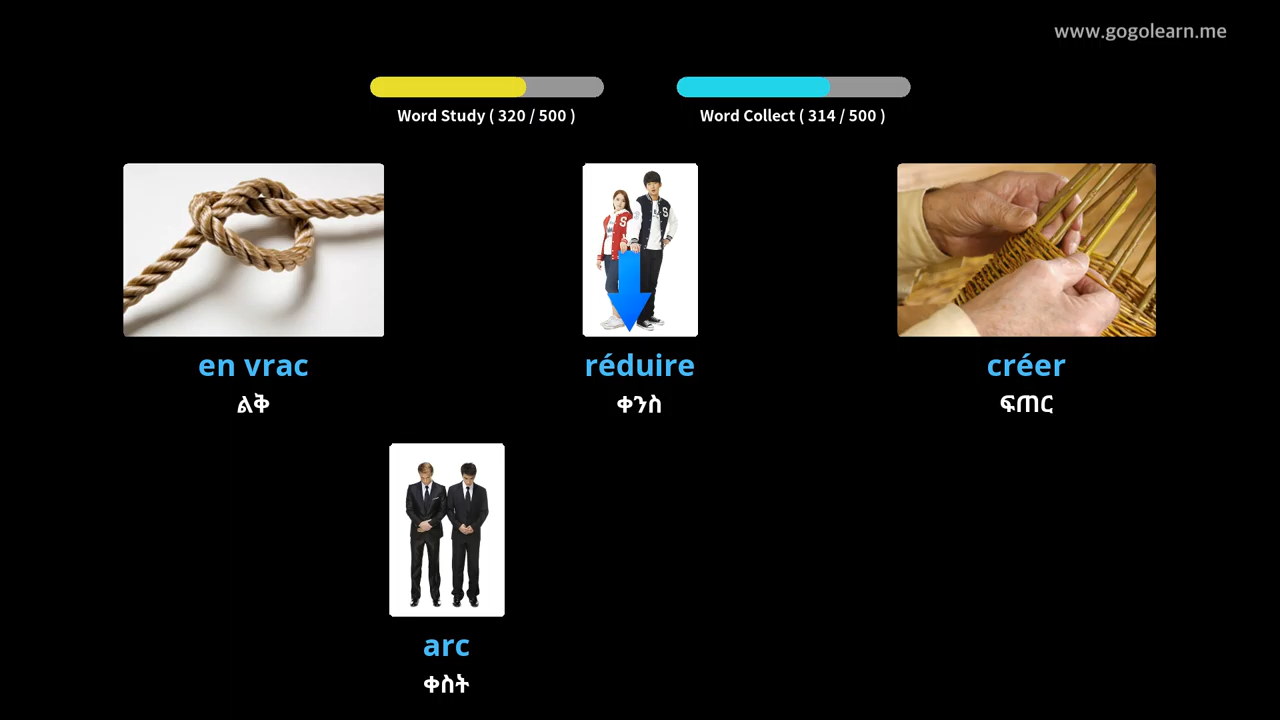 www.gogolearn.me
Word Study ( 320 / 500 )
Word Collect ( 314 / 500 )
en vrac
ልቅ
réduire
ቀንስ
créer
ፍጠር
arc
ቀስት